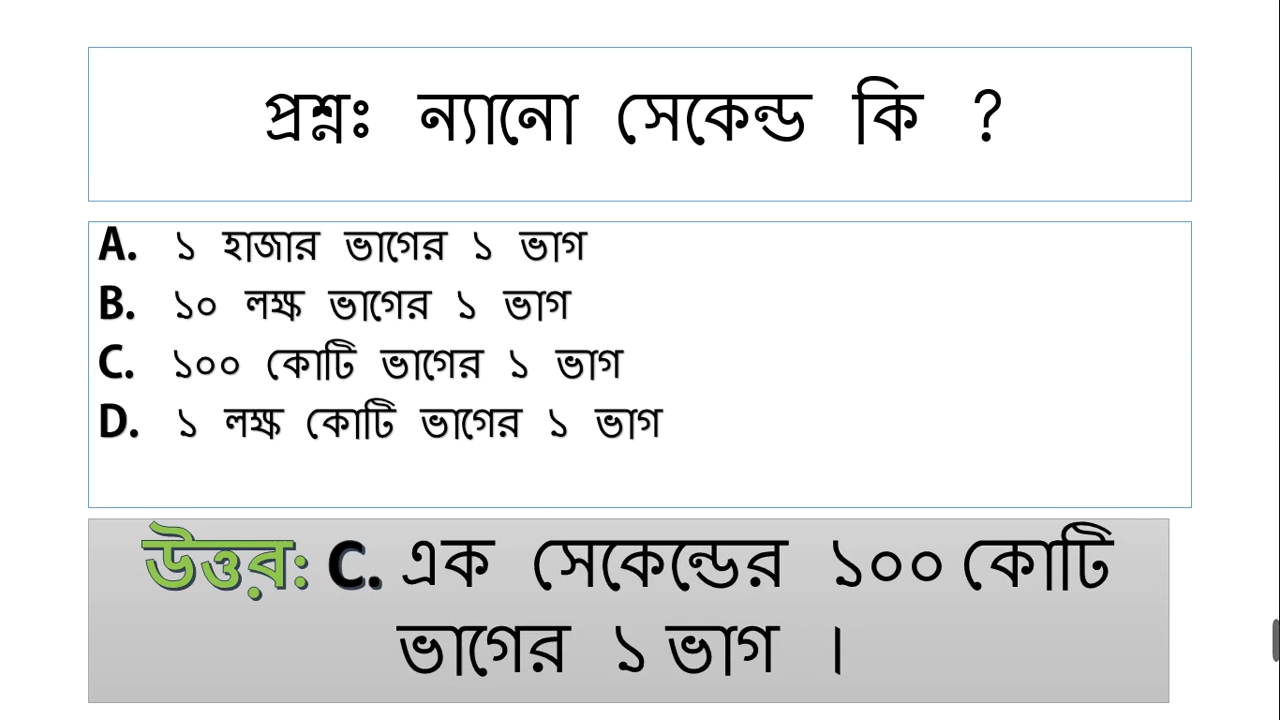 প্রশ্নঃ ন্যানো সেকেন্ড কি ?
A. ১ হাজার ভাগের ১ ভাগ
B. ১০ লক্ষ ভাগের ১ ভাগ
C. ১০০ কোটি ভাগের ১ ভাগ
D. ১ লক্ষ কোটি ভাগের ১ ভাগ
উত্তর: C. এক সেকেন্ডের ১০০ কোটি
ভাগের ১ ভাগ ।